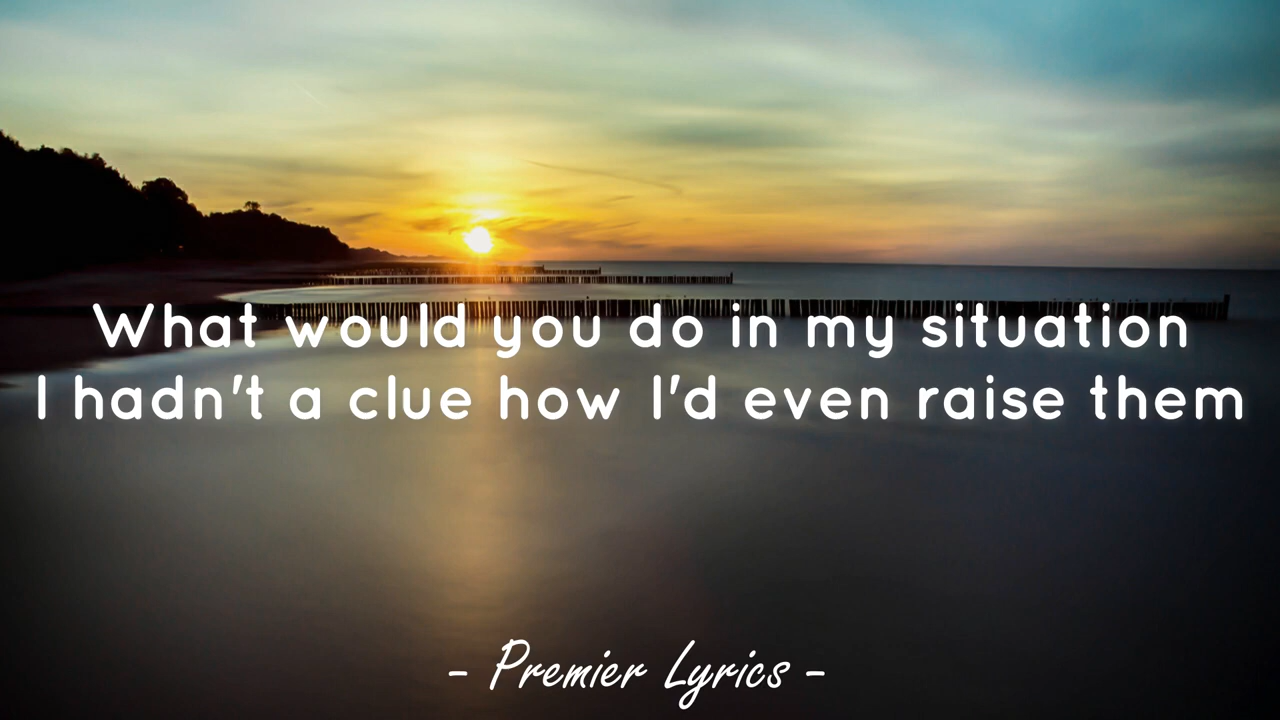 What would you do in my situation
I hadn't a clue how I'd even raise them
- Premier Lyrics -